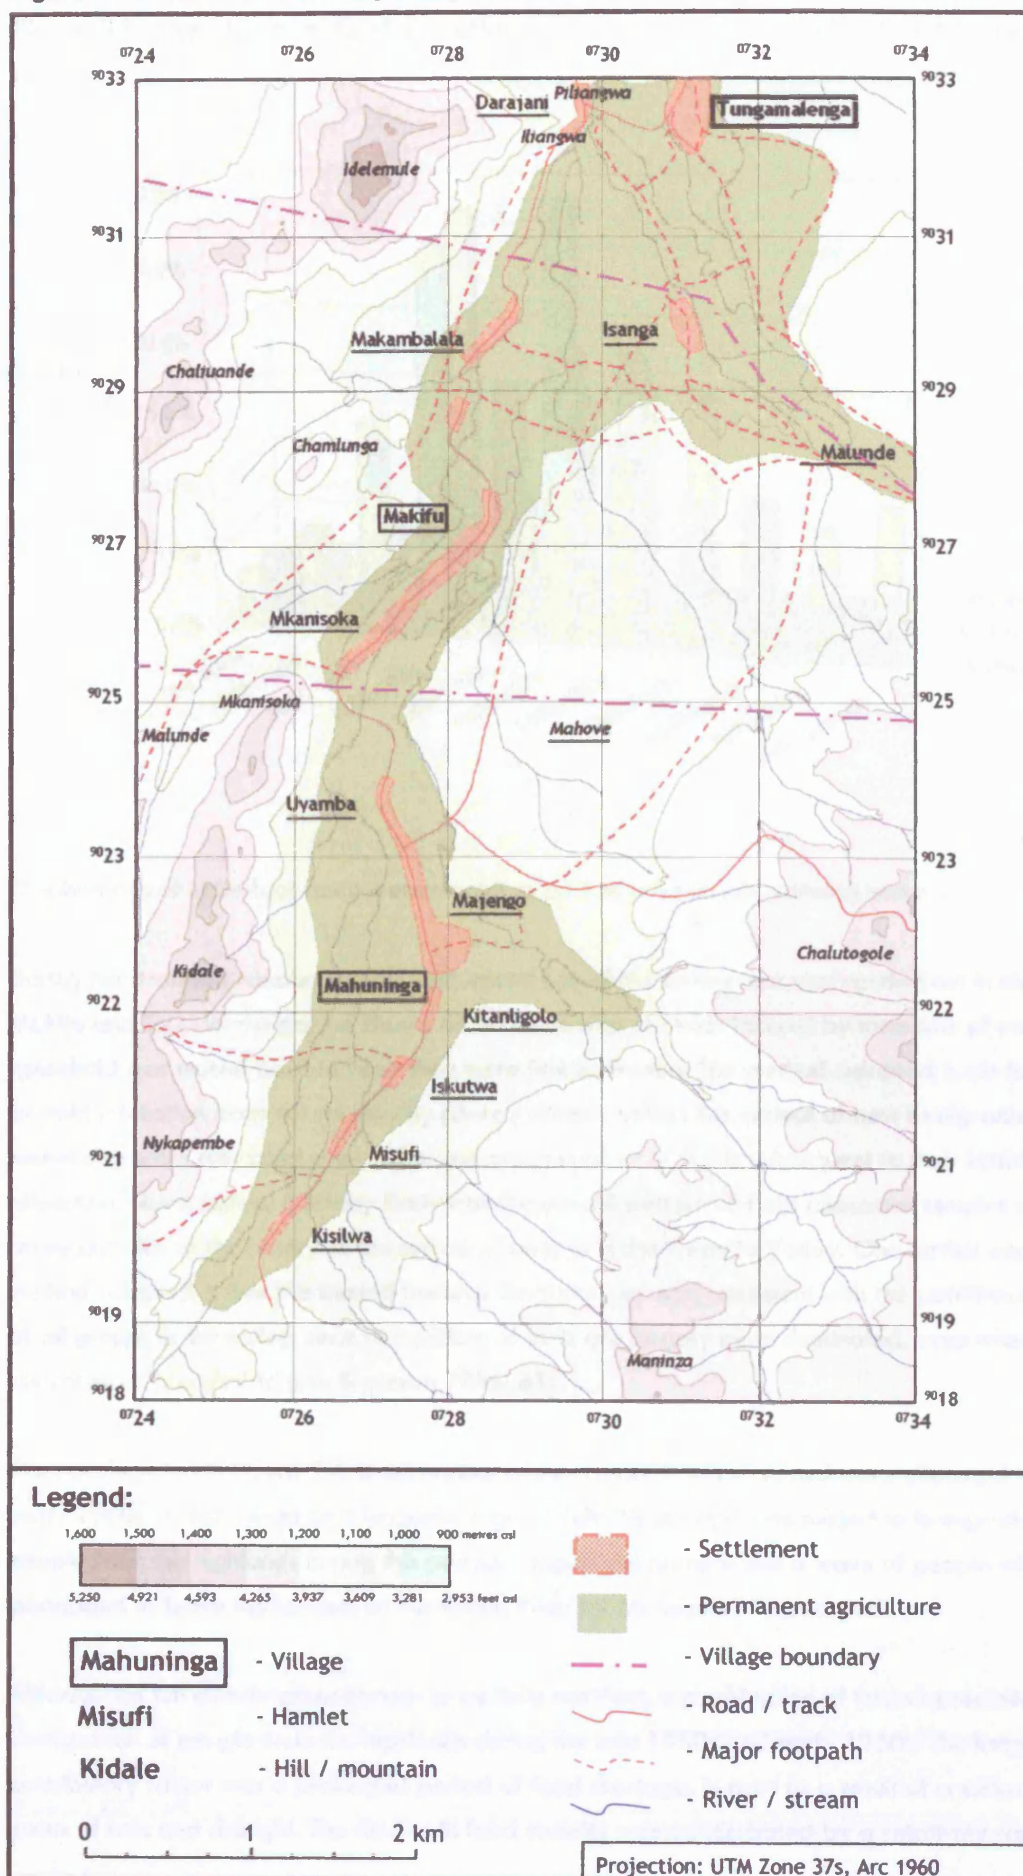 0724 0726 0728 0730 0732 0734
9033 9033
Darajani
Piliangwa
Tungamalenga
Iliangwa
Idelemule
9031 9031
Makambalala
Isanga
Chaliuande
9029 9029
Chamlunga
Malunde
Makifu
9027 9027
Mkanisoka
9025 9025
Mkanisoka
Malunde
Mahove
Uyamba
9023 9023
Majengo
Chalutogole
Kidale
Mahuninga
9022 9022
Kitanligolo
Iskutwa
Nykapembe
Misufi
9021 9021
Kisilwa
9019 9019
Maninza
9018 9018
0724 0726 0728 0730 0732 0734
Legend:
1,600 1,500 1,400 1,300 1,200 1,100 1,000 900 metres asl
5,250 4,921 4,593 4,265 3,937 3,609 3,281 2,953 feet asl
Mahuninga - Village
Misufi - Hamlet
Kidale - Hill / mountain
0 1 2 km
- Settlement
- Permanent agriculture
- Village boundary
- Road / track
- Major footpath
- River / stream
Projection: UTM Zone 37s, Arc 1960